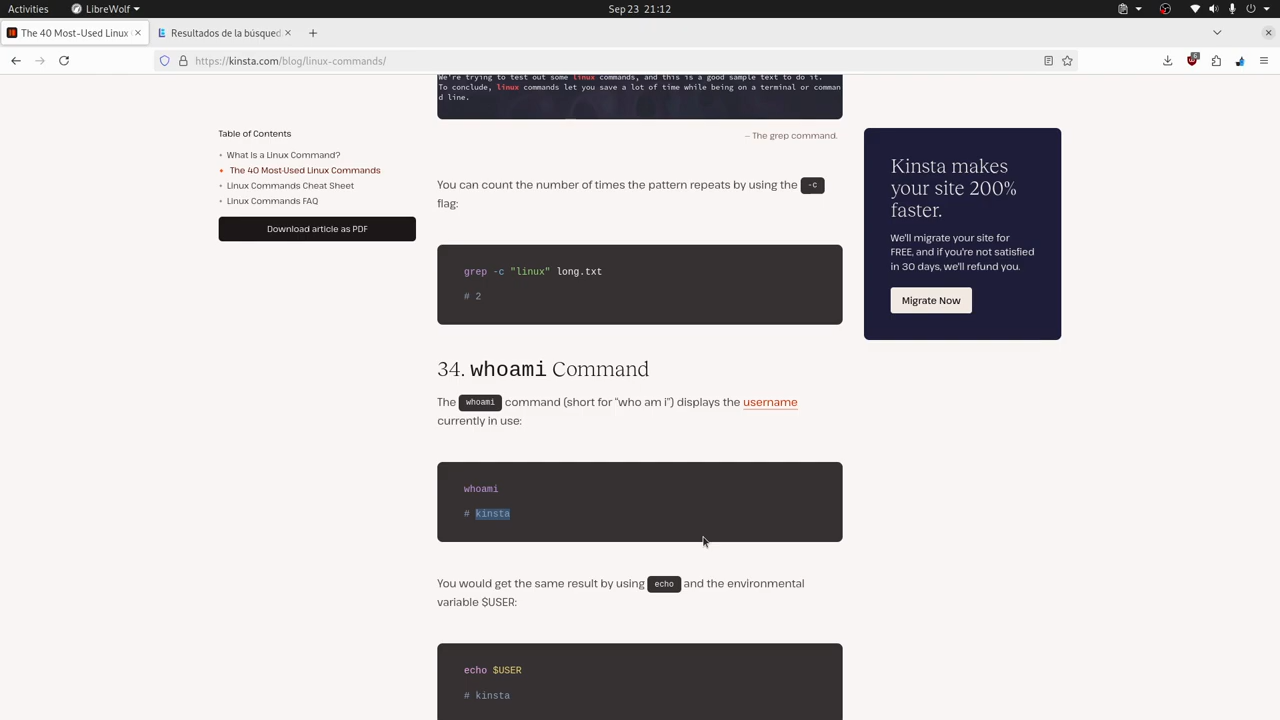 Activities
LibreWolf
Sep 23 21:12
The 40 Most-Used Linux
Resultados de la búsqued
https://kinsta.com/blog/linux-commands/
6
We're trying to test out some linux commands, and this is a good sample text to do it.
To conclude, linux commands let you save a lot of time while being on a terminal or comman
d line.
— The grep command.
Table of Contents
What Is a Linux Command?
The 40 Most-Used Linux Commands
Linux Commands Cheat Sheet
Linux Commands FAQ
Download article as PDF
You can count the number of times the pattern repeats by using the -c
flag:
grep -c "linux" long.txt
# 2
34. whoami Command
The whoami command (short for “who am i”) displays the username
currently in use:
whoami
# kinsta
You would get the same result by using echo and the environmental
variable $USER:
echo $USER
# kinsta
Kinsta makes
your site 200%
faster.
We'll migrate your site for
FREE, and if you're not satisfied
in 30 days, we'll refund you.
Migrate Now